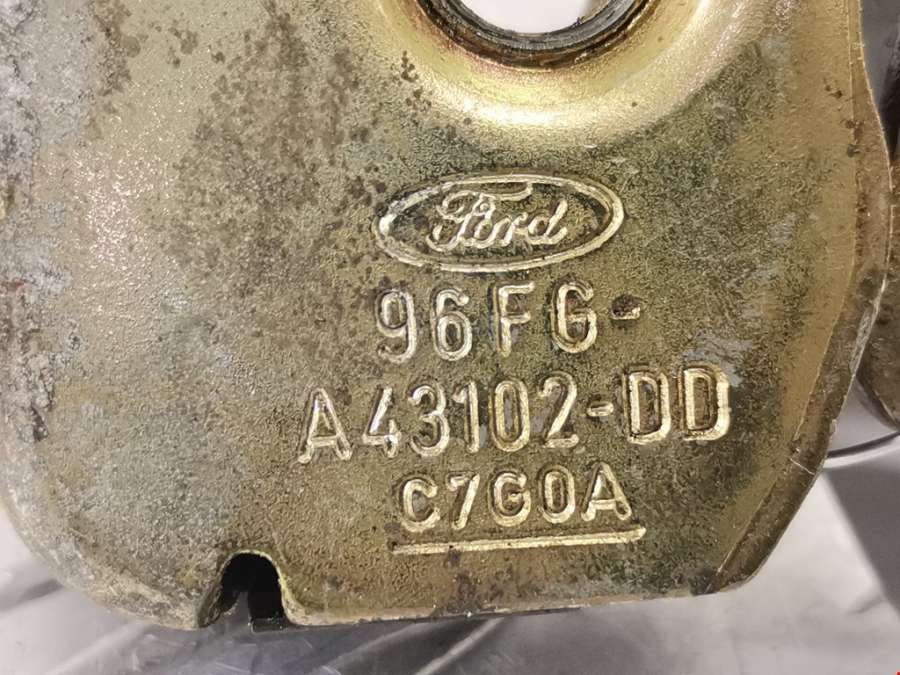 Ford
96FG-
A43102-DD
C7G0A